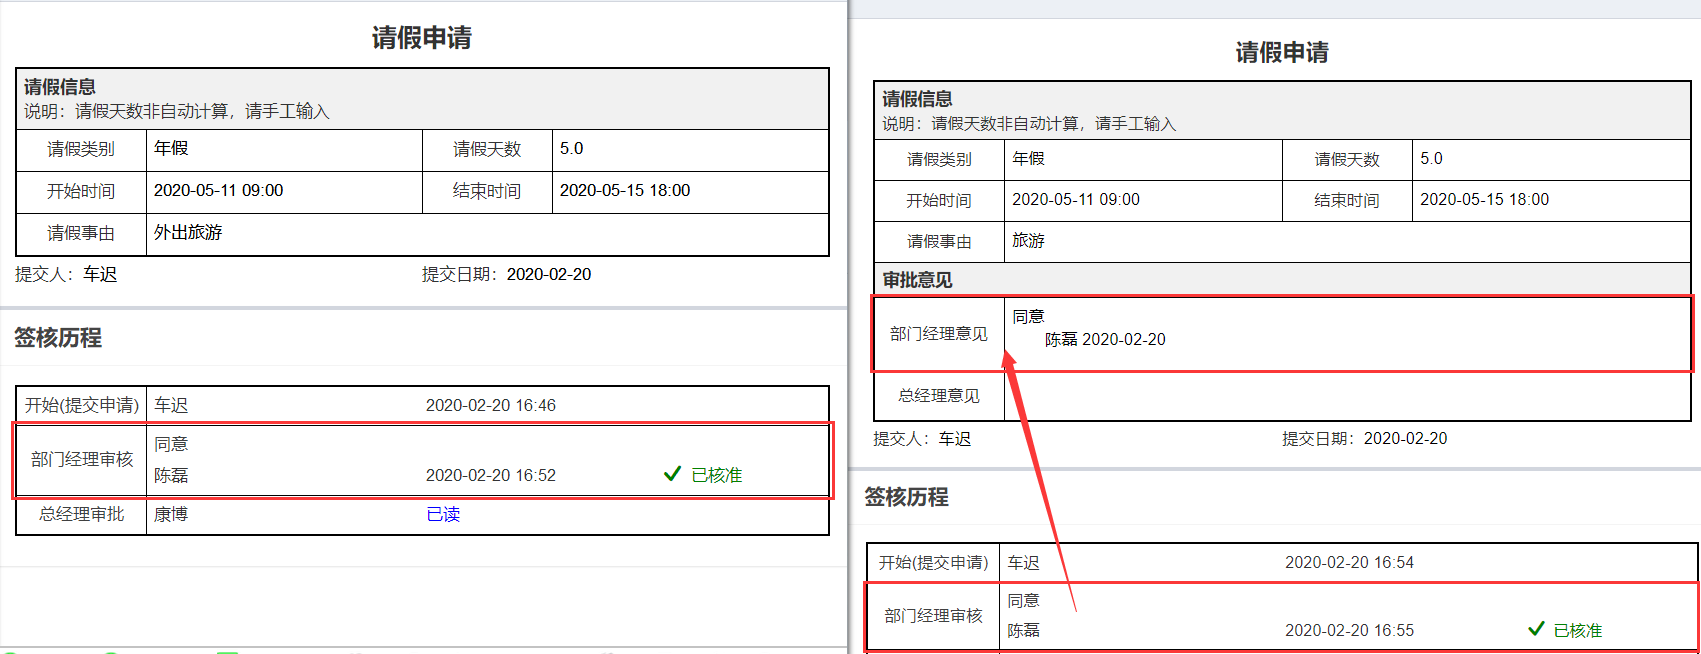 请假申请
请假信息
说明：请假天数非自动计算，请手工输入
请假类别 年假 请假天数 5.0
开始时间 2020-05-11 09:00 结束时间 2020-05-15 18:00
请假事由 外出旅游
提交人：车迟 提交日期：2020-02-20
签核历程
开始(提交申请) 车迟 2020-02-20 16:46
部门经理审核 同意
陈磊 2020-02-20 16:52 已核准
总经理审批 康博 已读
请假申请
请假信息
说明：请假天数非自动计算，请手工输入
请假类别 年假 请假天数 5.0
开始时间 2020-05-11 09:00 结束时间 2020-05-15 18:00
请假事由 旅游
审批意见
部门经理意见 同意
陈磊 2020-02-20
总经理意见
提交人：车迟 提交日期：2020-02-20
签核历程
开始(提交申请) 车迟 2020-02-20 16:54
部门经理审核 同意
陈磊 2020-02-20 16:55 已核准